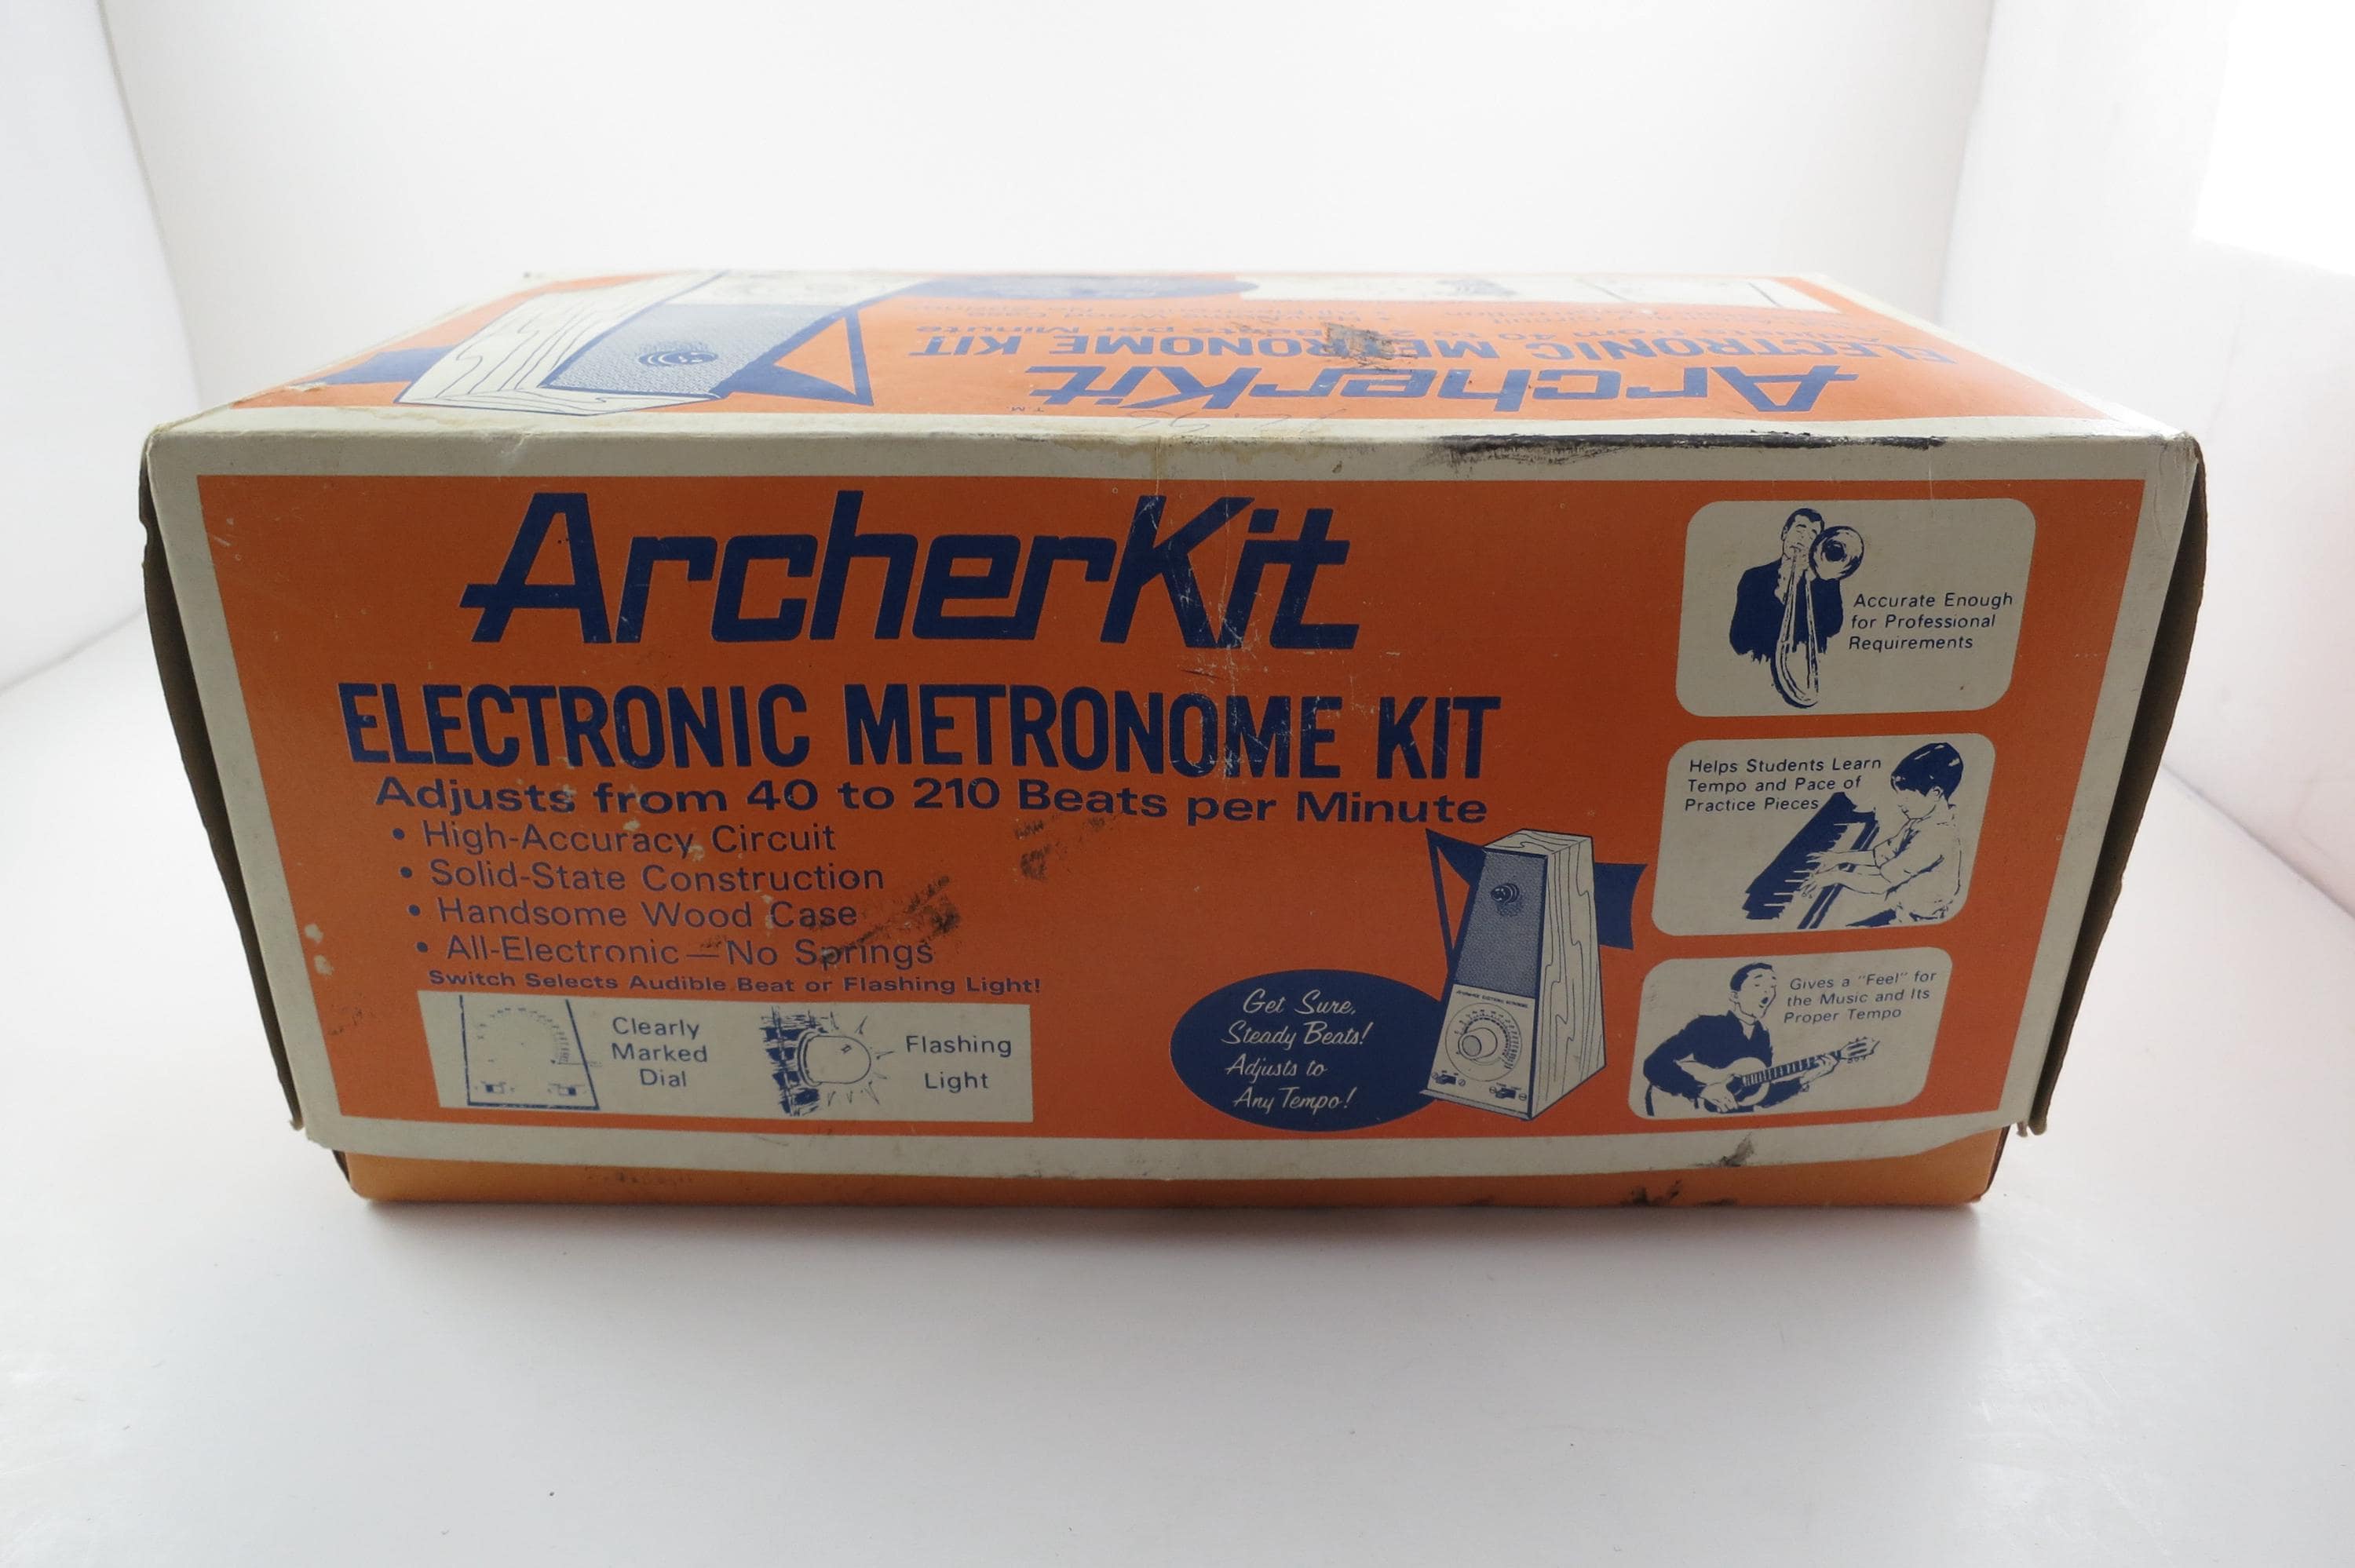 ArcherKit
ELECTRONIC METRONOME KIT
Adjusts from 40 to 210 Beats per Minute
• High-Accuracy Circuit
• Solid-State Construction
• Handsome Wood Case
• All-Electronic—No Springs
Switch Selects Audible Beat or Flashing Light!
Clearly
Marked
Dial
Flashing
Light
Get Sure,
Steady Beats!
Adjusts to
Any Tempo!
Accurate Enough
for Professional
Requirements
Helps Students Learn
Tempo and Pace of
Practice Pieces
Gives a "Feel" for
the Music and Its
Proper Tempo
ArcherKit™
ELECTRONIC METRONOME KIT